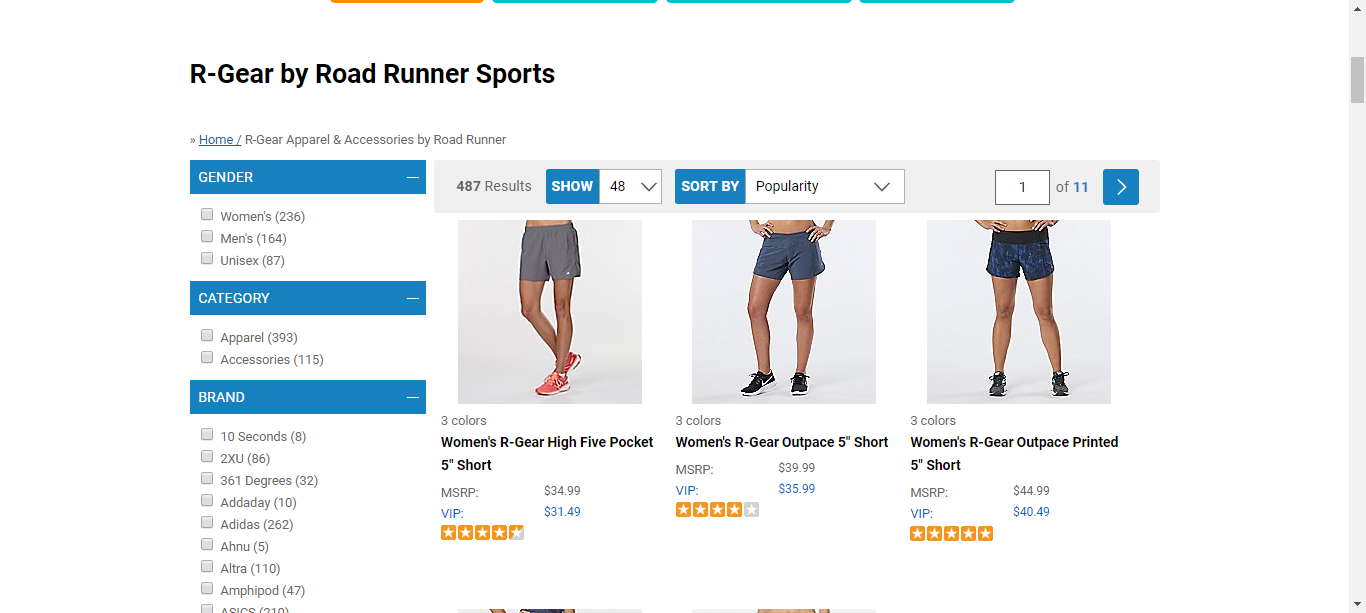 R-Gear by Road Runner Sports
» Home / R-Gear Apparel & Accessories by Road Runner
GENDER
Women's (236)
Men's (164)
Unisex (87)
CATEGORY
Apparel (393)
Accessories (115)
BRAND
10 Seconds (8)
2XU (86)
361 Degrees (32)
Addaday (10)
Adidas (262)
Ahnu (5)
Altra (110)
Amphipod (47)
ASICS (210)
487 Results SHOW 48 SORT BY Popularity 1 of 11
3 colors
Women's R-Gear High Five Pocket
5" Short
MSRP: $34.99
VIP: $31.49
3 colors
Women's R-Gear Outpace 5" Short
MSRP: $39.99
VIP: $35.99
3 colors
Women's R-Gear Outpace Printed
5" Short
MSRP: $44.99
VIP: $40.49